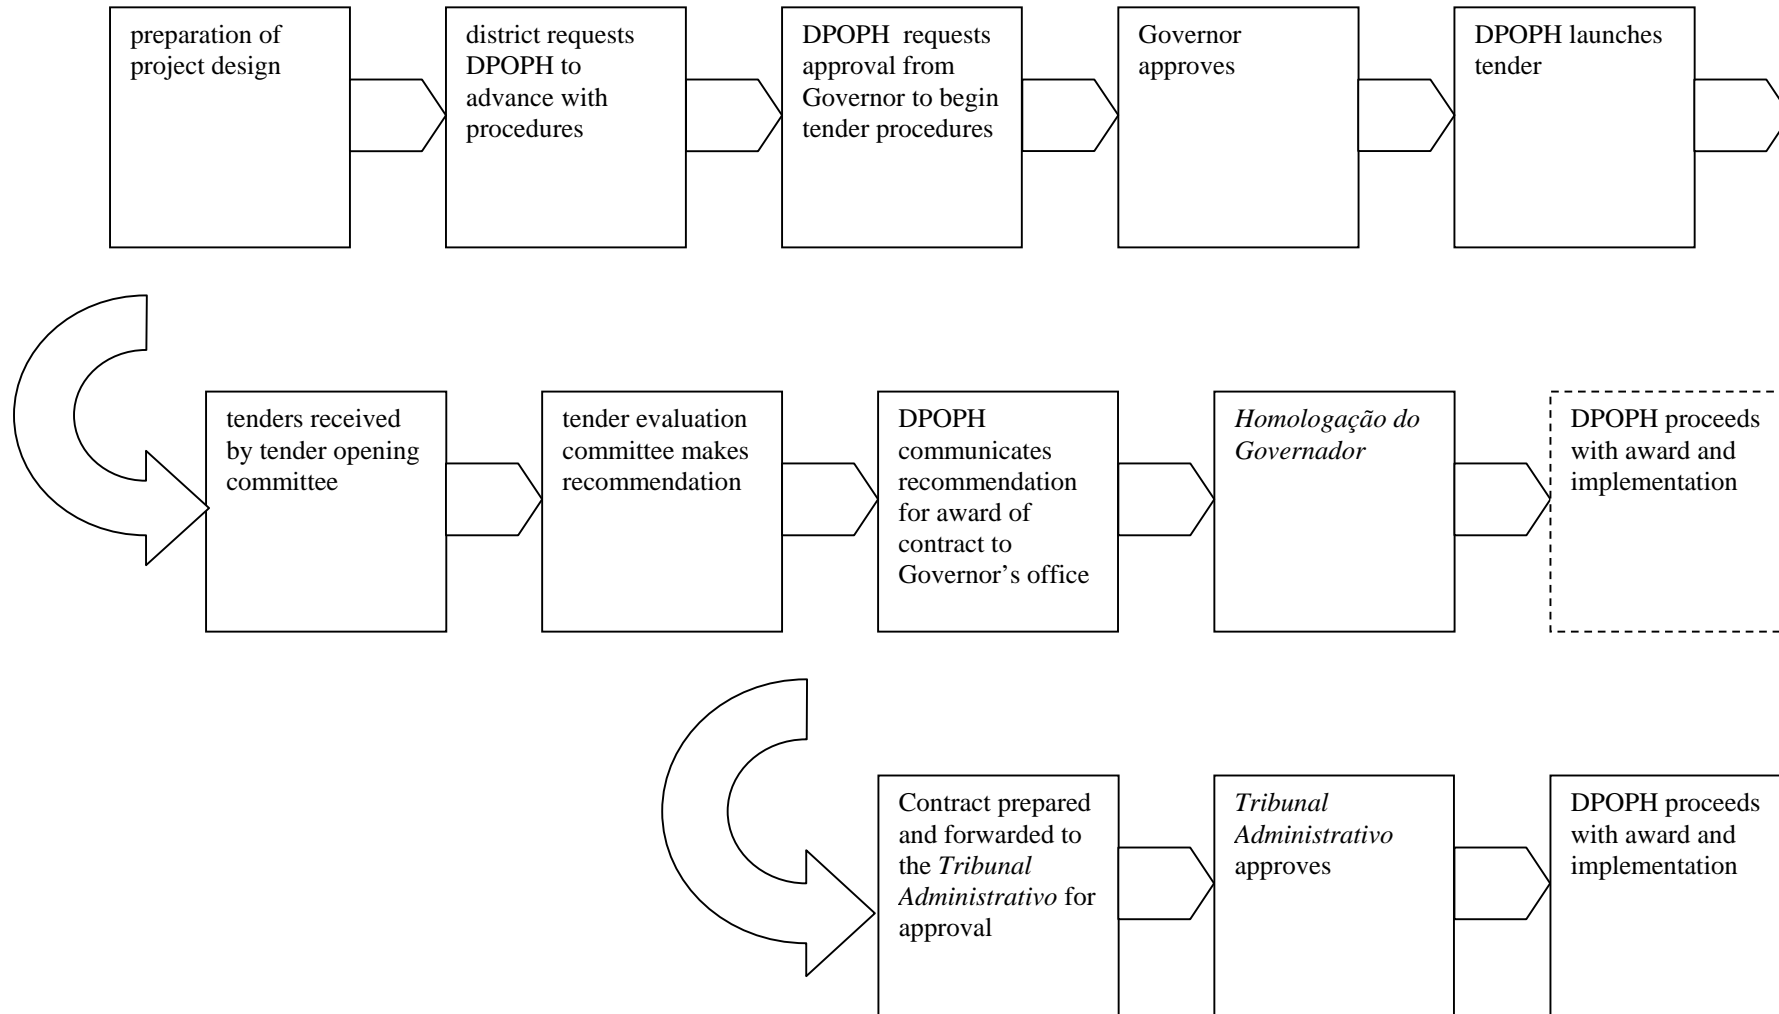 preparation of
project design
district requests
DPOPH to
advance with
procedures
DPOPH  requests
approval from
Governor to begin
tender procedures
Governor
approves
DPOPH launches
tender
tenders received
by tender opening
committee
tender evaluation
committee makes
recommendation
DPOPH
communicates
recommendation
for award of
contract to
Governor’s office
Homologação do
Governador
DPOPH proceeds
with award and
implementation
Contract prepared
and forwarded to
the Tribunal
Administrativo for
approval
Tribunal
Administrativo
approves
DPOPH proceeds
with award and
implementation